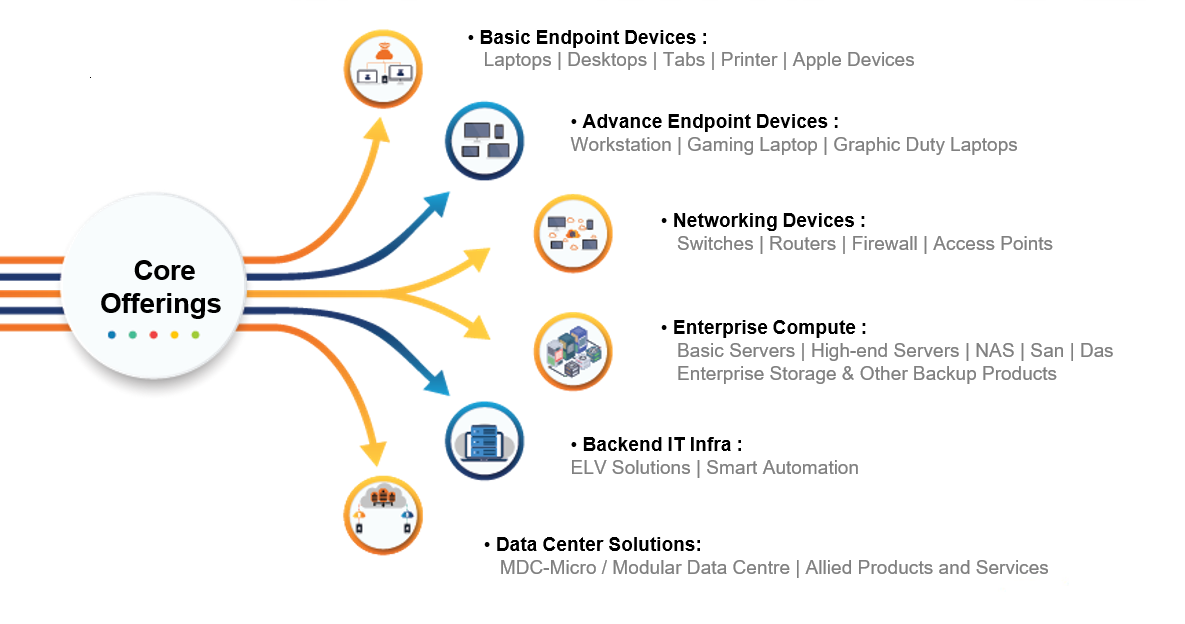 • Basic Endpoint Devices :
Laptops | Desktops | Tabs | Printer | Apple Devices
• Advance Endpoint Devices :
Workstation | Gaming Laptop | Graphic Duty Laptops
• Networking Devices :
Switches | Routers | Firewall | Access Points
Core
Offerings
• Enterprise Compute :
Basic Servers | High-end Servers | NAS | San | Das
Enterprise Storage & Other Backup Products
• Backend IT Infra :
ELV Solutions | Smart Automation
• Data Center Solutions:
MDC-Micro / Modular Data Centre | Allied Products and Services